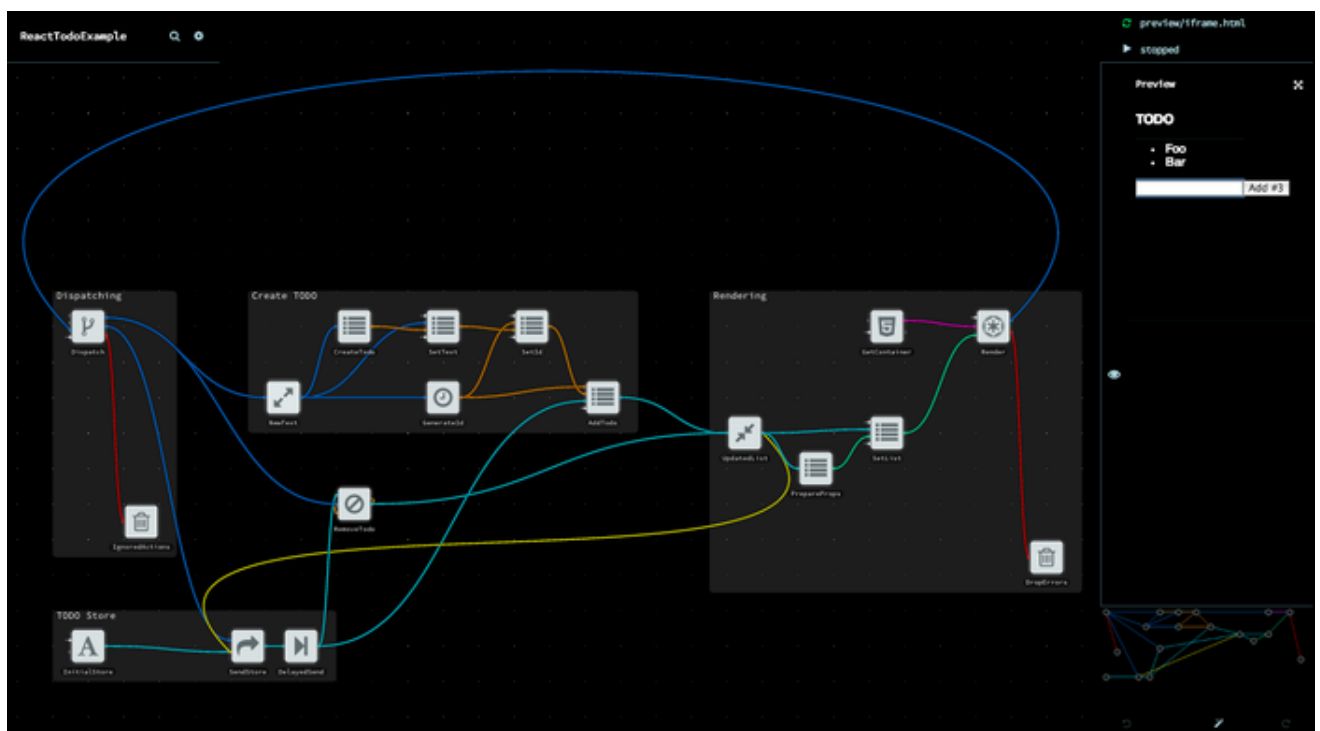 ReactTodoExample
preview/iframe.html
stopped
Preview
TODO
Foo
Bar
Add #3
Dispatching
Dispatch
IgnoredActions
Create TODO
CreateTodo
SetText
SetId
NewText
GenerateId
AddTodo
RemoveTodo
Rendering
GetContainer
Render
UpdatedList
SetList
PrepareProps
DropErrors
TODO Store
A
InitialStore
SendStore
DelayedSend